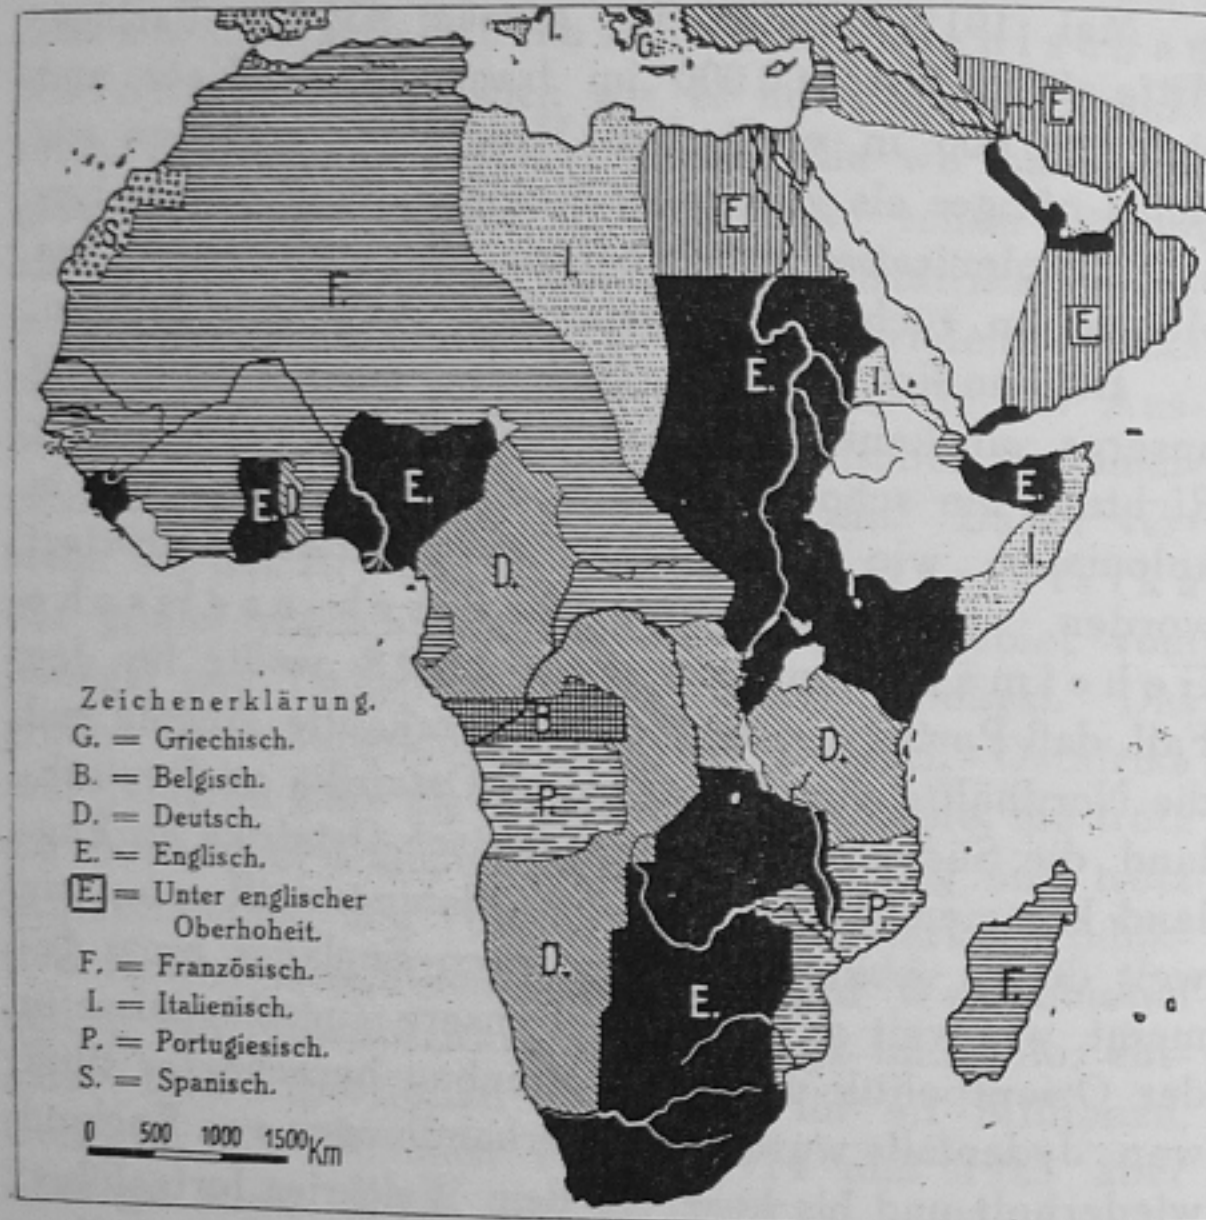 S.
I.
G.
E.
S.
F.
I.
E.
E.
E.
I.
E.
E.
D.
E.
I.
D.
I.
B
D.
P.
P.
D.
E.
F.
Zeichenerklärung.
G. = Griechisch.
B. = Belgisch.
D. = Deutsch.
E. = Englisch.
E. = Unter englischer
Oberhoheit.
F. = Französisch.
I. = Italienisch.
P. = Portugiesisch.
S. = Spanisch.
0 500 1000 1500 Km